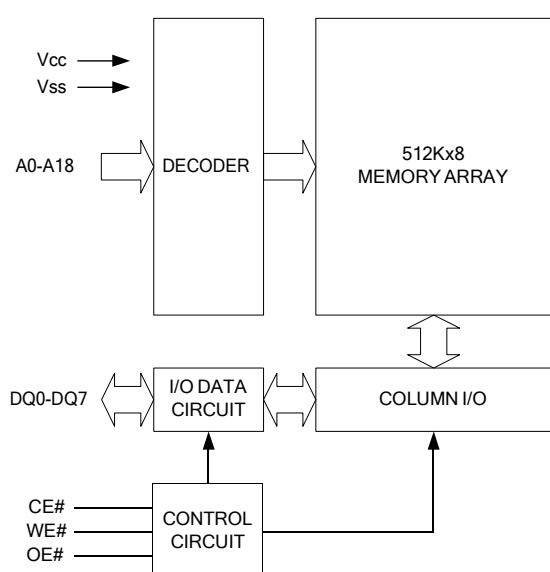 Vcc
Vss
A0-A18
DECODER
512Kx8
MEMORY ARRAY
DQ0-DQ7
I/O DATA
CIRCUIT
COLUMN I/O
CE#
WE#
OE#
CONTROL
CIRCUIT